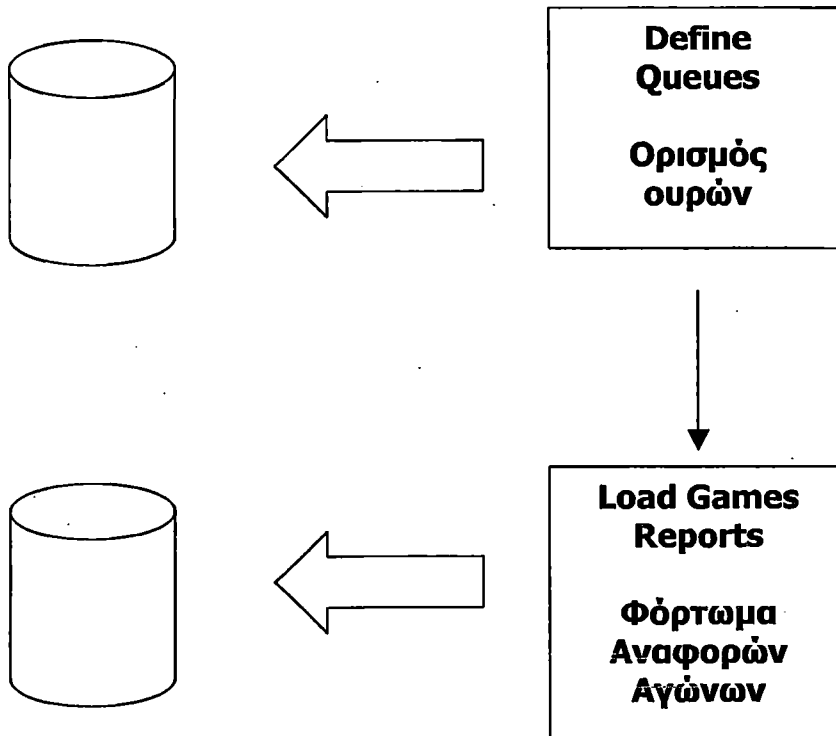 Define
Queues
Ορισμός
ουρών
Load Games
Reports
Φόρτωμα
Αναφορών
Αγώνων